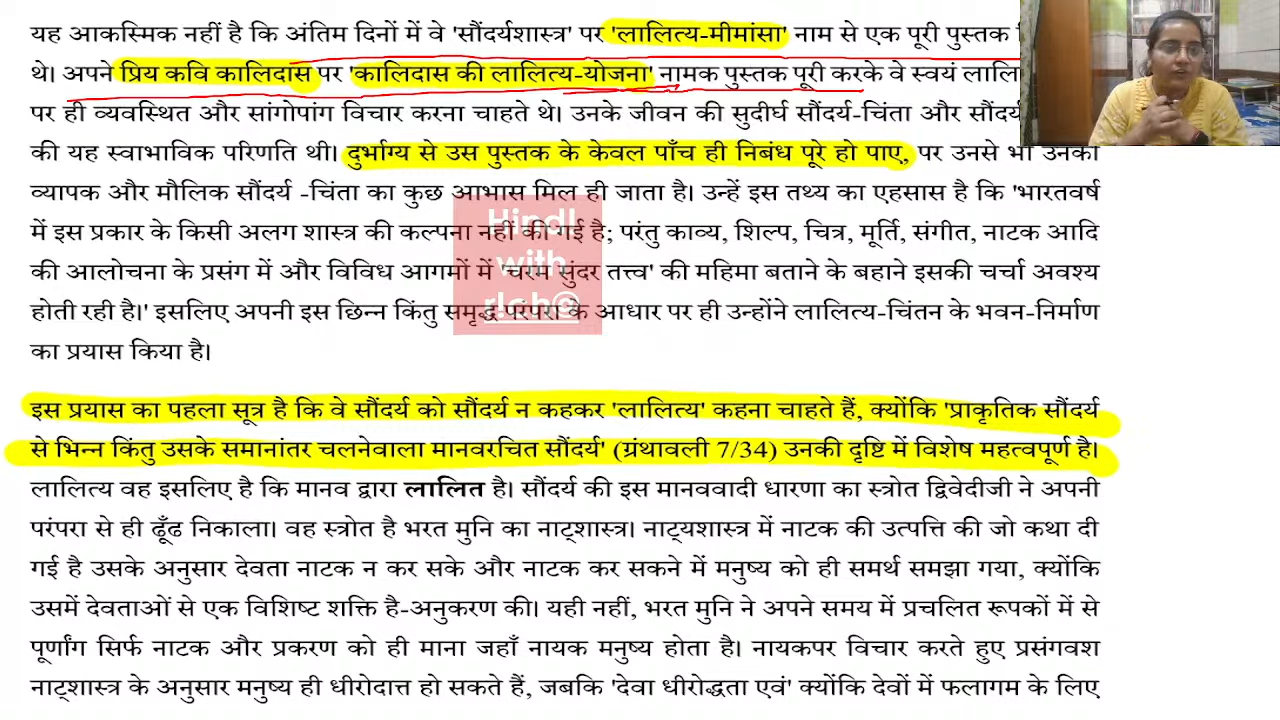 यह आकस्मिक नहीं है कि अंतिम दिनों में वे 'सौंदर्यशास्त्र' पर 'लालित्य-मीमांसा' नाम से एक पूरी पुस्तक
थे। अपने प्रिय कवि कालिदास पर 'कालिदास की लालित्य-योजना' नामक पुस्तक पूरी करके वे स्वयं
पर ही व्यवस्थित और सांगोपांग विचार करना चाहते थे। उनके जीवन की सुदीर्घ सौंदर्य-चिंता और
की यह स्वाभाविक परिणति थी। दुर्भाग्य से उस पुस्तक के केवल पाँच ही निबंध पूरे हो पाए, पर उनसे भी उनकी
व्यापक और मौलिक सौंदर्य -चिंता का कुछ आभास मिल ही जाता है। उन्हें इस तथ्य का एहसास है कि 'भारतवर्ष
में इस प्रकार के किसी अलग शास्त्र की कल्पना नहीं की गई है; परंतु काव्य, शिल्प, चित्र, मूर्ति, संगीत, नाटक आदि
की आलोचना के प्रसंग में और विविध आगमों में 'चरम सुंदर तत्त्व' की महिमा बताने के बहाने इसकी चर्चा अवश्य
होती रही है।' इसलिए अपनी इस छिन्न किंतु समृद्ध परंपरा के आधार पर ही उन्होंने लालित्य-चिंतन के भवन-निर्माण
का प्रयास किया है।
HindI
with
r!ch@
इस प्रयास का पहला सूत्र है कि वे सौंदर्य को सौंदर्य न कहकर 'लालित्य' कहना चाहते हैं, क्योंकि 'प्राकृतिक सौंदर्य
से भिन्न किंतु उसके समानांतर चलनेवाला मानवरचित सौंदर्य' (ग्रंथावली 7/34) उनकी दृष्टि में विशेष महत्वपूर्ण है।
लालित्य वह इसलिए है कि मानव द्वारा लालित है। सौंदर्य की इस मानववादी धारणा का स्त्रोत द्विवेदीजी ने अपनी
परंपरा से ही ढूँढ निकाला। वह स्त्रोत है भरत मुनि का नाट्शास्त्र। नाट्यशास्त्र में नाटक की उत्पत्ति की जो कथा दी
गई है उसके अनुसार देवता नाटक न कर सके और नाटक कर सकने में मनुष्य को ही समर्थ समझा गया, क्योंकि
उसमें देवताओं से एक विशिष्ट शक्ति है-अनुकरण की। यही नहीं, भरत मुनि ने अपने समय में प्रचलित रूपकों में से
पूर्णांग सिर्फ नाटक और प्रकरण को ही माना जहाँ नायक मनुष्य होता है। नायकपर विचार करते हुए प्रसंगवश
नाट्शास्त्र के अनुसार मनुष्य ही धीरोदात्त हो सकते हैं, जबकि 'देवा धीरोद्धता एवं' क्योंकि देवों में फलागम के लिए